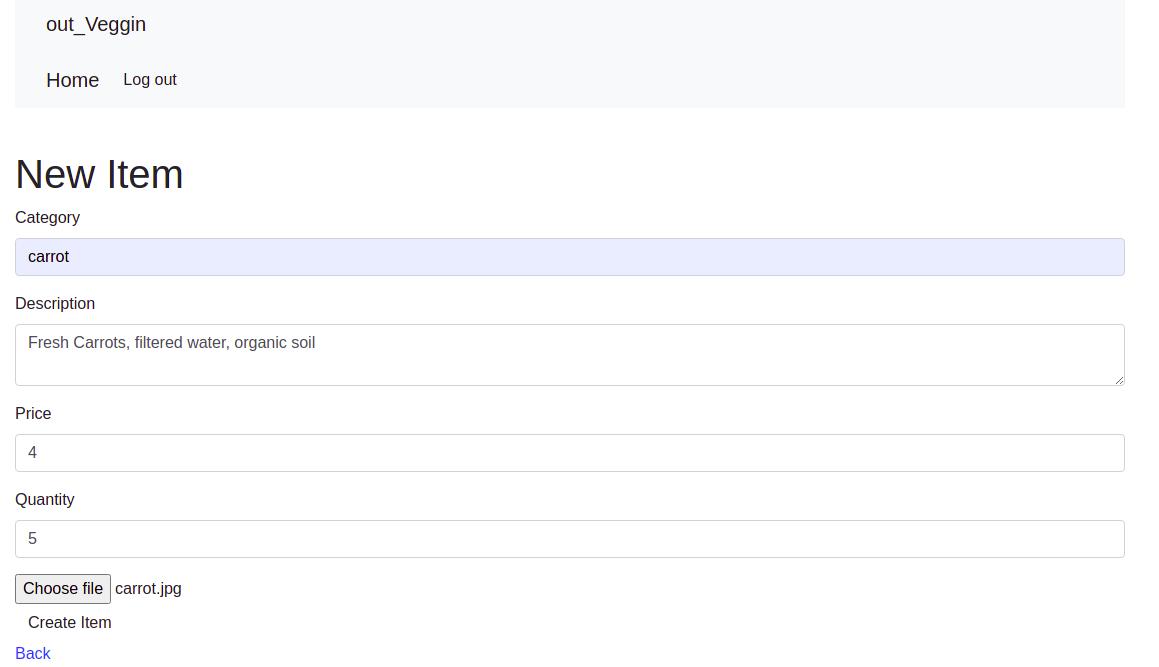 out_Veggin
Home Log out
New Item
Category
carrot
Description
Fresh Carrots, filtered water, organic soil
Price
4
Quantity
5
Choose file carrot.jpg
Create Item
Back